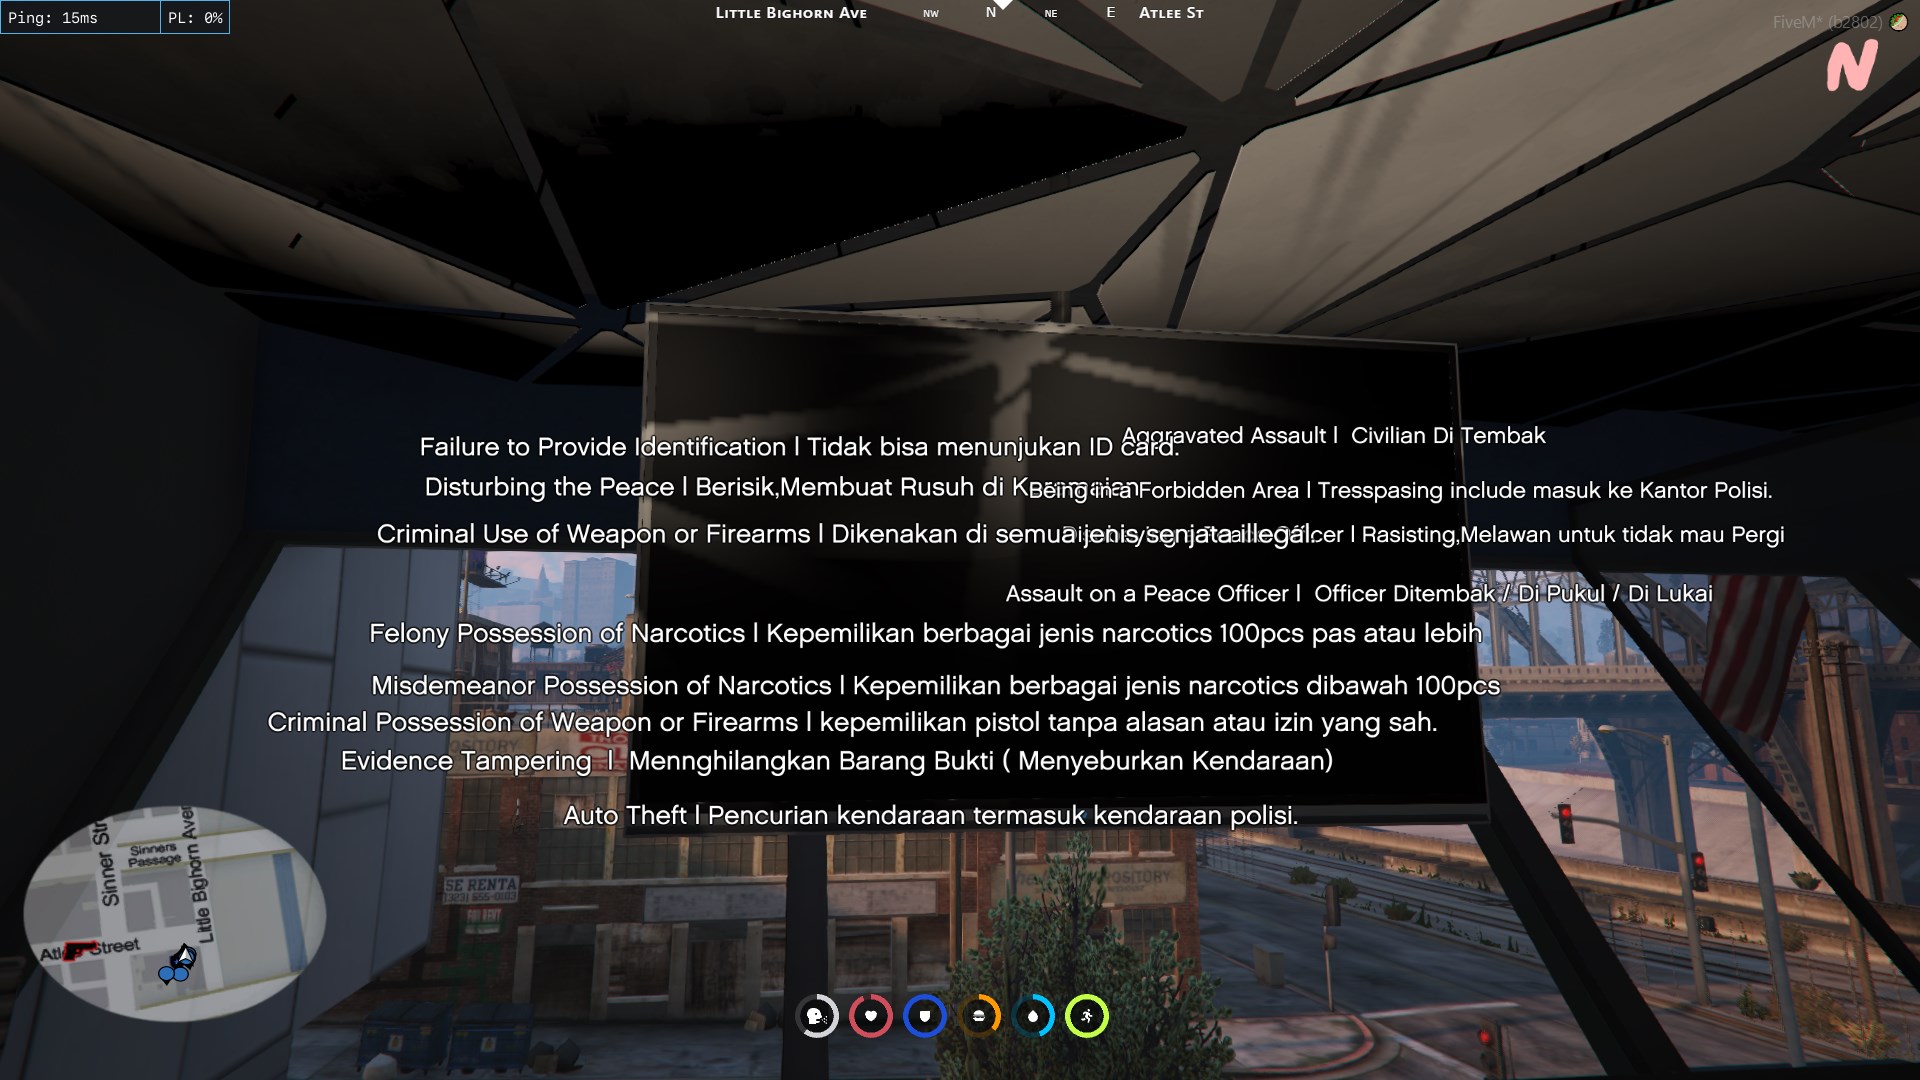 Ping: 15ms
PL: 0%
LITTLE BIGHORN AVE
NW
N
NE
E
ATLEE ST
FiveM* (b2802)
N
Failure to Provide Identification | Tidak bisa menunjukan ID card.
Aggravated Assault | Civilian Di Tembak
Disturbing the Peace | Berisik,Membuat Rusuh di
Being in a Forbidden Area | Tresspasing include masuk ke Kantor Polisi.
Criminal Use of Weapon or Firearms | Dikenakan di semua jenis senjata illegal.
Officer | Rasisting,Melawan untuk tidak mau Pergi
Assault on a Peace Officer | Officer Ditembak / Di Pukul / Di Lukai
Felony Possession of Narcotics | Kepemilikan berbagai jenis narcotics 100pcs pas atau lebih
Misdemeanor Possession of Narcotics | Kepemilikan berbagai jenis narcotics dibawah 100pcs
Criminal Possession of Weapon or Firearms | kepemilikan pistol tanpa alasan atau izin yang sah.
Evidence Tampering | Mennghilangkan Barang Bukti ( Menyeburkan Kendaraan)
Auto Theft | Pencurian kendaraan termasuk kendaraan polisi.
SE RENTA
Sinner Str
Sinners Passage
Little Bighorn Aven
Street